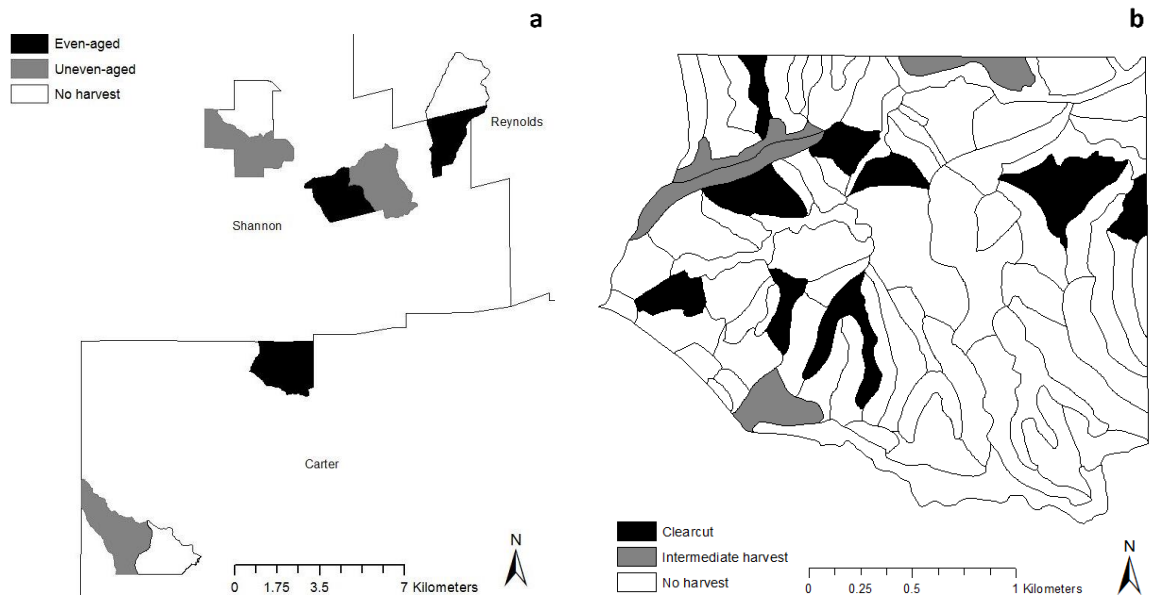 a
Even-aged
Uneven-aged
No harvest
Reynolds
Shannon
Carter
N
0 1.75 3.5 7 Kilometers
b
Clearcut
Intermediate harvest
No harvest
0 0.25 0.5 1 Kilometers
N